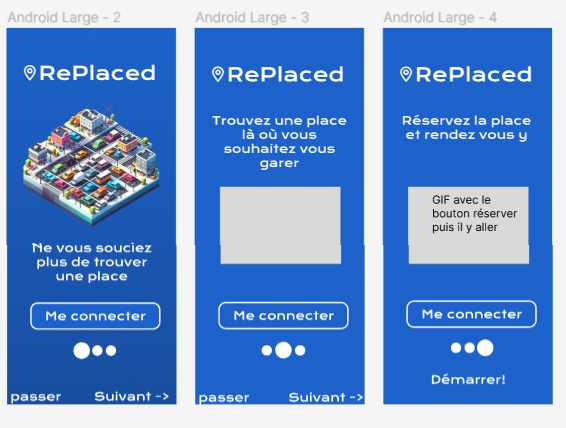 Android Large - 2
RePlaced
Ne vous souciez
plus de trouver
une place
Me connecter
passer
Suivant ->
Android Large - 3
RePlaced
Trouvez une place
là où vous
souhaitez vous
garer
Me connecter
passer
Suivant ->
Android Large - 4
RePlaced
Réservez la place
et rendez vous y
GIF avec le
bouton réserver
puis il y aller
Me connecter
Démarrer!